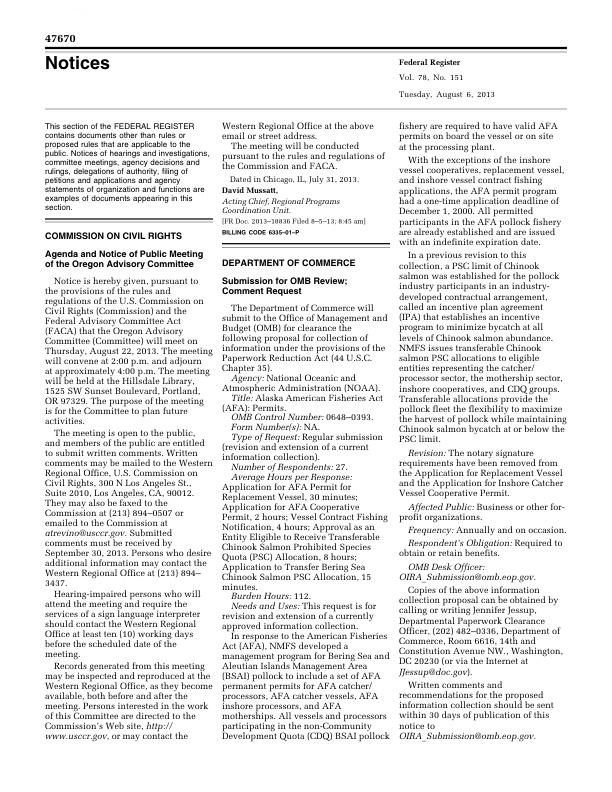 47670
Notices
Federal Register
Vol. 78, No. 151
Tuesday, August 6, 2013
This section of the FEDERAL REGISTER
contains documents other than rules or
proposed rules that are applicable to the
public. Notices of hearings and investigations,
committee meetings, agency decisions and
rulings, delegations of authority, filing of
petitions and applications and agency
statements of organization and functions are
examples of documents appearing in this
section.
COMMISSION ON CIVIL RIGHTS
Agenda and Notice of Public Meeting
of the Oregon Advisory Committee
Notice is hereby given, pursuant to
the provisions of the rules and
regulations of the U.S. Commission on
Civil Rights (Commission) and the
Federal Advisory Committee Act
(FACA) that the Oregon Advisory
Committee (Committee) will meet on
Thursday, August 22, 2013. The meeting
will convene at 2:00 p.m. and adjourn
at approximately 4:00 p.m. The meeting
will be held at the Hillsdale Library,
1525 SW Sunset Boulevard, Portland,
OR 97329. The purpose of the meeting
is for the Committee to plan future
activities.
The meeting is open to the public,
and members of the public are entitled
to submit written comments. Written
comments may be mailed to the Western
Regional Office, U.S. Commission on
Civil Rights, 300 N Los Angeles St.,
Suite 2010, Los Angeles, CA, 90012.
They may also be faxed to the
Commission at (213) 894–0507 or
emailed to the Commission at
atrevino@usccr.gov. Submitted
comments must be received by
September 30, 2013. Persons who desire
additional information may contact the
Western Regional Office at (213) 894–
3437.
Hearing-impaired persons who will
attend the meeting and require the
services of a sign language interpreter
should contact the Western Regional
Office at least ten (10) working days
before the scheduled date of the
meeting.
Records generated from this meeting
may be inspected and reproduced at the
Western Regional Office, as they become
available, both before and after the
meeting. Persons interested in the work
of this Committee are directed to the
Commission's Web site, http://
www.usccr.gov, or may contact the
Western Regional Office at the above
email or street address.
The meeting will be conducted
pursuant to the rules and regulations of
the Commission and FACA.
Dated in Chicago, IL, July 31, 2013.
David Mussatt,
Acting Chief, Regional Programs
Coordination Unit.
[FR Doc. 2013–18836 Filed 8–5–13; 8:45 am]
BILLING CODE 6335–01–P
DEPARTMENT OF COMMERCE
Submission for OMB Review;
Comment Request
The Department of Commerce will
submit to the Office of Management and
Budget (OMB) for clearance the
following proposal for collection of
information under the provisions of the
Paperwork Reduction Act (44 U.S.C.
Chapter 35).
Agency: National Oceanic and
Atmospheric Administration (NOAA).
Title: Alaska American Fisheries Act
(AFA): Permits.
OMB Control Number: 0648–0393.
Form Number(s): NA.
Type of Request: Regular submission
(revision and extension of a current
information collection).
Number of Respondents: 27.
Average Hours per Response:
Application for AFA Permit for
Replacement Vessel, 30 minutes;
Application for AFA Cooperative
Permit, 2 hours; Vessel Contract Fishing
Notification, 4 hours; Approval as an
Entity Eligible to Receive Transferable
Chinook Salmon Prohibited Species
Quota (PSC) Allocation, 8 hours;
Application to Transfer Bering Sea
Chinook Salmon PSC Allocation, 15
minutes.
Burden Hours: 112.
Needs and Uses: This request is for
revision and extension of a currently
approved information collection.
In response to the American Fisheries
Act (AFA), NMFS developed a
management program for Bering Sea and
Aleutian Islands Management Area
(BSAI) pollock to include a set of AFA
permanent permits for AFA catcher/
processors, AFA catcher vessels, AFA
inshore processors, and AFA
motherships. All vessels and processors
participating in the non-Community
Development Quota (CDQ) BSAI pollock
fishery are required to have valid AFA
permits on board the vessel or on site
at the processing plant.
With the exceptions of the inshore
vessel cooperatives, replacement vessel,
and inshore vessel contract fishing
applications, the AFA permit program
had a one-time application deadline of
December 1, 2000. All permitted
participants in the AFA pollock fishery
are already established and are issued
with an indefinite expiration date.
In a previous revision to this
collection, a PSC limit of Chinook
salmon was established for the pollock
industry participants in an industry-
developed contractual arrangement,
called an incentive plan agreement
(IPA) that establishes an incentive
program to minimize bycatch at all
levels of Chinook salmon abundance.
NMFS issues transferable Chinook
salmon PSC allocations to eligible
entities representing the catcher/
processor sector, the mothership sector,
inshore cooperatives, and CDQ groups.
Transferable allocations provide the
pollock fleet the flexibility to maximize
the harvest of pollock while maintaining
Chinook salmon bycatch at or below the
PSC limit.
Revision: The notary signature
requirements have been removed from
the Application for Replacement Vessel
and the Application for Inshore Catcher
Vessel Cooperative Permit.
Affected Public: Business or other for-
profit organizations.
Frequency: Annually and on occasion.
Respondent's Obligation: Required to
obtain or retain benefits.
OMB Desk Officer:
OIRA_Submission@omb.eop.gov.
Copies of the above information
collection proposal can be obtained by
calling or writing Jennifer Jessup,
Departmental Paperwork Clearance
Officer, (202) 482–0336, Department of
Commerce, Room 6616, 14th and
Constitution Avenue NW., Washington,
DC 20230 (or via the Internet at
JJessup@doc.gov).
Written comments and
recommendations for the proposed
information collection should be sent
within 30 days of publication of this
notice to
OIRA_Submission@omb.eop.gov.